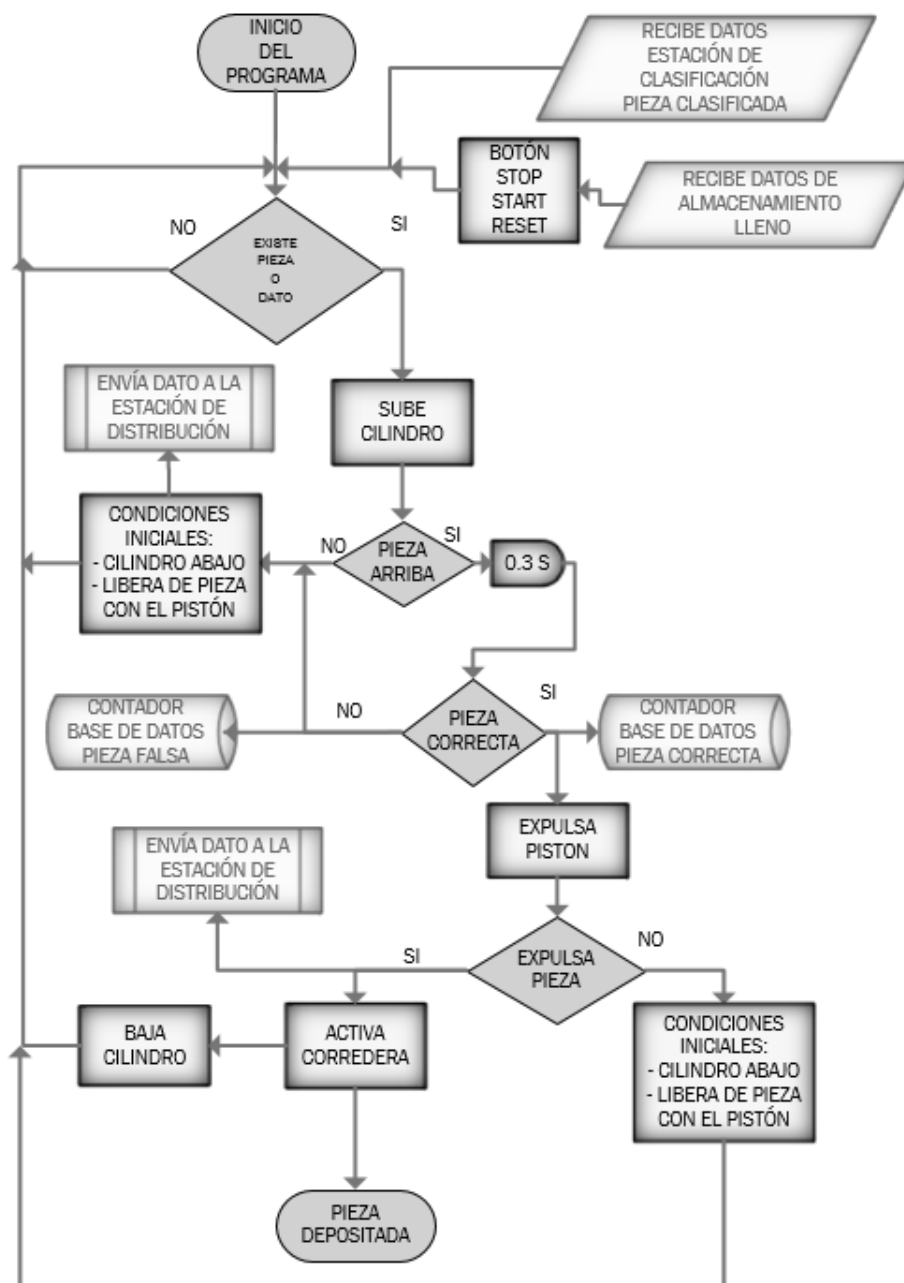 INICIO
DEL
PROGRAMA
RECIBE DATOS
ESTACIÓN DE
CLASIFICACIÓN
PIEZA CLASIFICADA
BOTÓN
STOP
START
RESET
RECIBE DATOS DE
ALMACENAMIENTO
LLENO
NO
SI
EXISTE
PIEZA
O
DATO
ENVÍA DATO A LA
ESTACIÓN DE
DISTRIBUCIÓN
SUBE
CILINDRO
CONDICIONES
INICIALES:
- CILINDRO ABAJO
- LIBERA DE PIEZA
CON EL PISTÓN
NO
PIEZA
ARRIBA
SI
0.3 S
CONTADOR
BASE DE DATOS
PIEZA FALSA
NO
PIEZA
CORRECTA
SI
CONTADOR
BASE DE DATOS
PIEZA CORRECTA
EXPULSA
PISTON
ENVÍA DATO A LA
ESTACIÓN DE
DISTRIBUCIÓN
SI
EXPULSA
PIEZA
NO
BAJA
CILINDRO
ACTIVA
CORREDERA
CONDICIONES
INICIALES:
- CILINDRO ABAJO
- LIBERA DE PIEZA
CON EL PISTÓN
PIEZA
DEPOSITADA